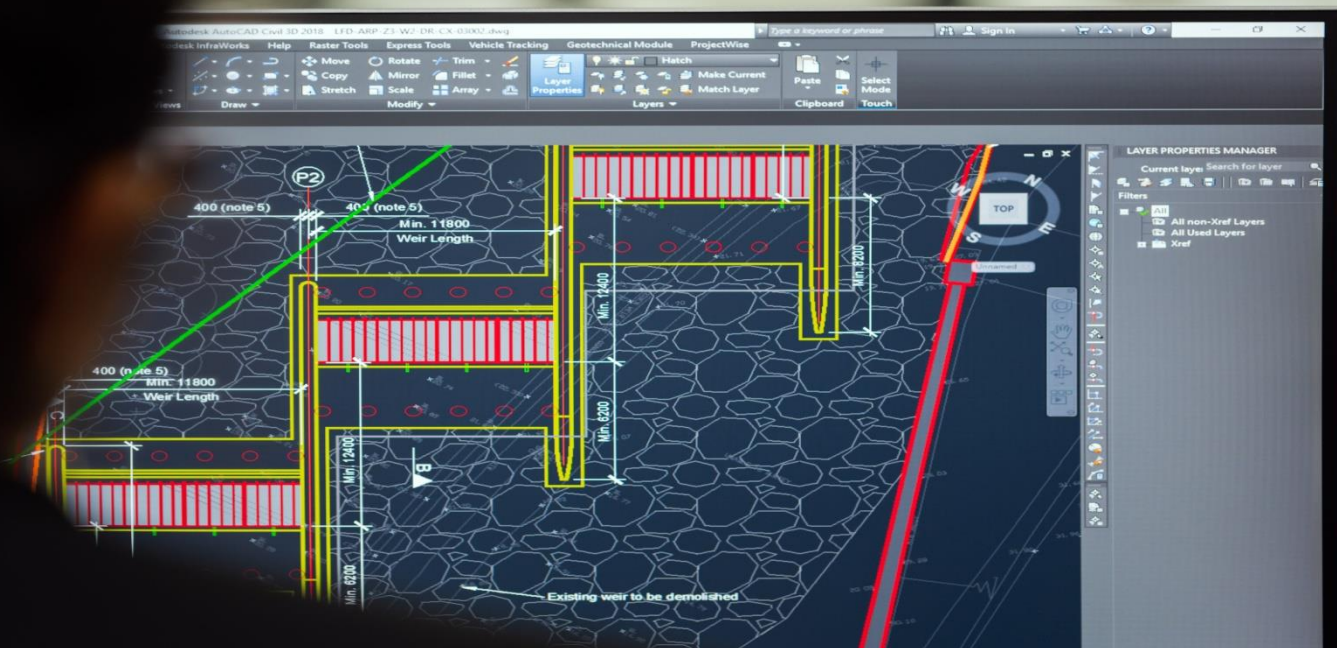 Autodesk AutoCAD Civil 3D 2018 LFD-ARP-Z3-W2-DR-CX-03002.dwg
Type a keyword or phrase
Sign In
desk InfraWorks Help Raster Tools Express Tools Vehicle Tracking Geotechnical Module ProjectWise
Move Rotate Trim
Copy Mirror Fillet
Stretch Scale Array
Layer
Properties
Hatch
Make Current
Match Layer
Paste
Select
Mode
Views Draw Modify Layers Clipboard Touch
LAYER PROPERTIES MANAGER
Current layer
Search for layer
Filters
All
All non-Xref Layers
All Used Layers
Xref
N
W
TOP
E
S
Unnamed
P2
400 (note 5)
400 (note 5)
Min. 11800
Weir Length
Min. 6200
Min. 12400
Min. 6200
400 (note 5)
Min. 11800
Weir Length
C
Min. 12400
B
Min. 6200
Existing weir to be demolished